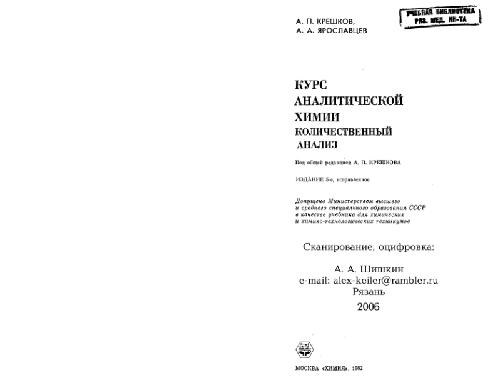 А. П. КРЕШКОВ,
А. А. ЯРОСЛАВЦЕВ
УЧЕБНАЯ БИБЛИОТЕКА
РЯЗ. МЕД. ИН-ТА
КУРС
АНАЛИТИЧЕСКОЙ
ХИМИИ
КОЛИЧЕСТВЕННЫЙ
АНАЛИЗ
Под общей редакцией А. П. КРЕШКОВА
ИЗДАНИЕ 5-е, исправленное
Допущено Министерством высшего
и среднего специального образования СССР
в качестве учебника для химических
и химико-технологических техникумов
Сканирование, оцифровка:
А. А. Шишкин
e-mail: alex-keiler@rambler.ru
Рязань
2006
МОСКВА «ХИМИЯ», 1982